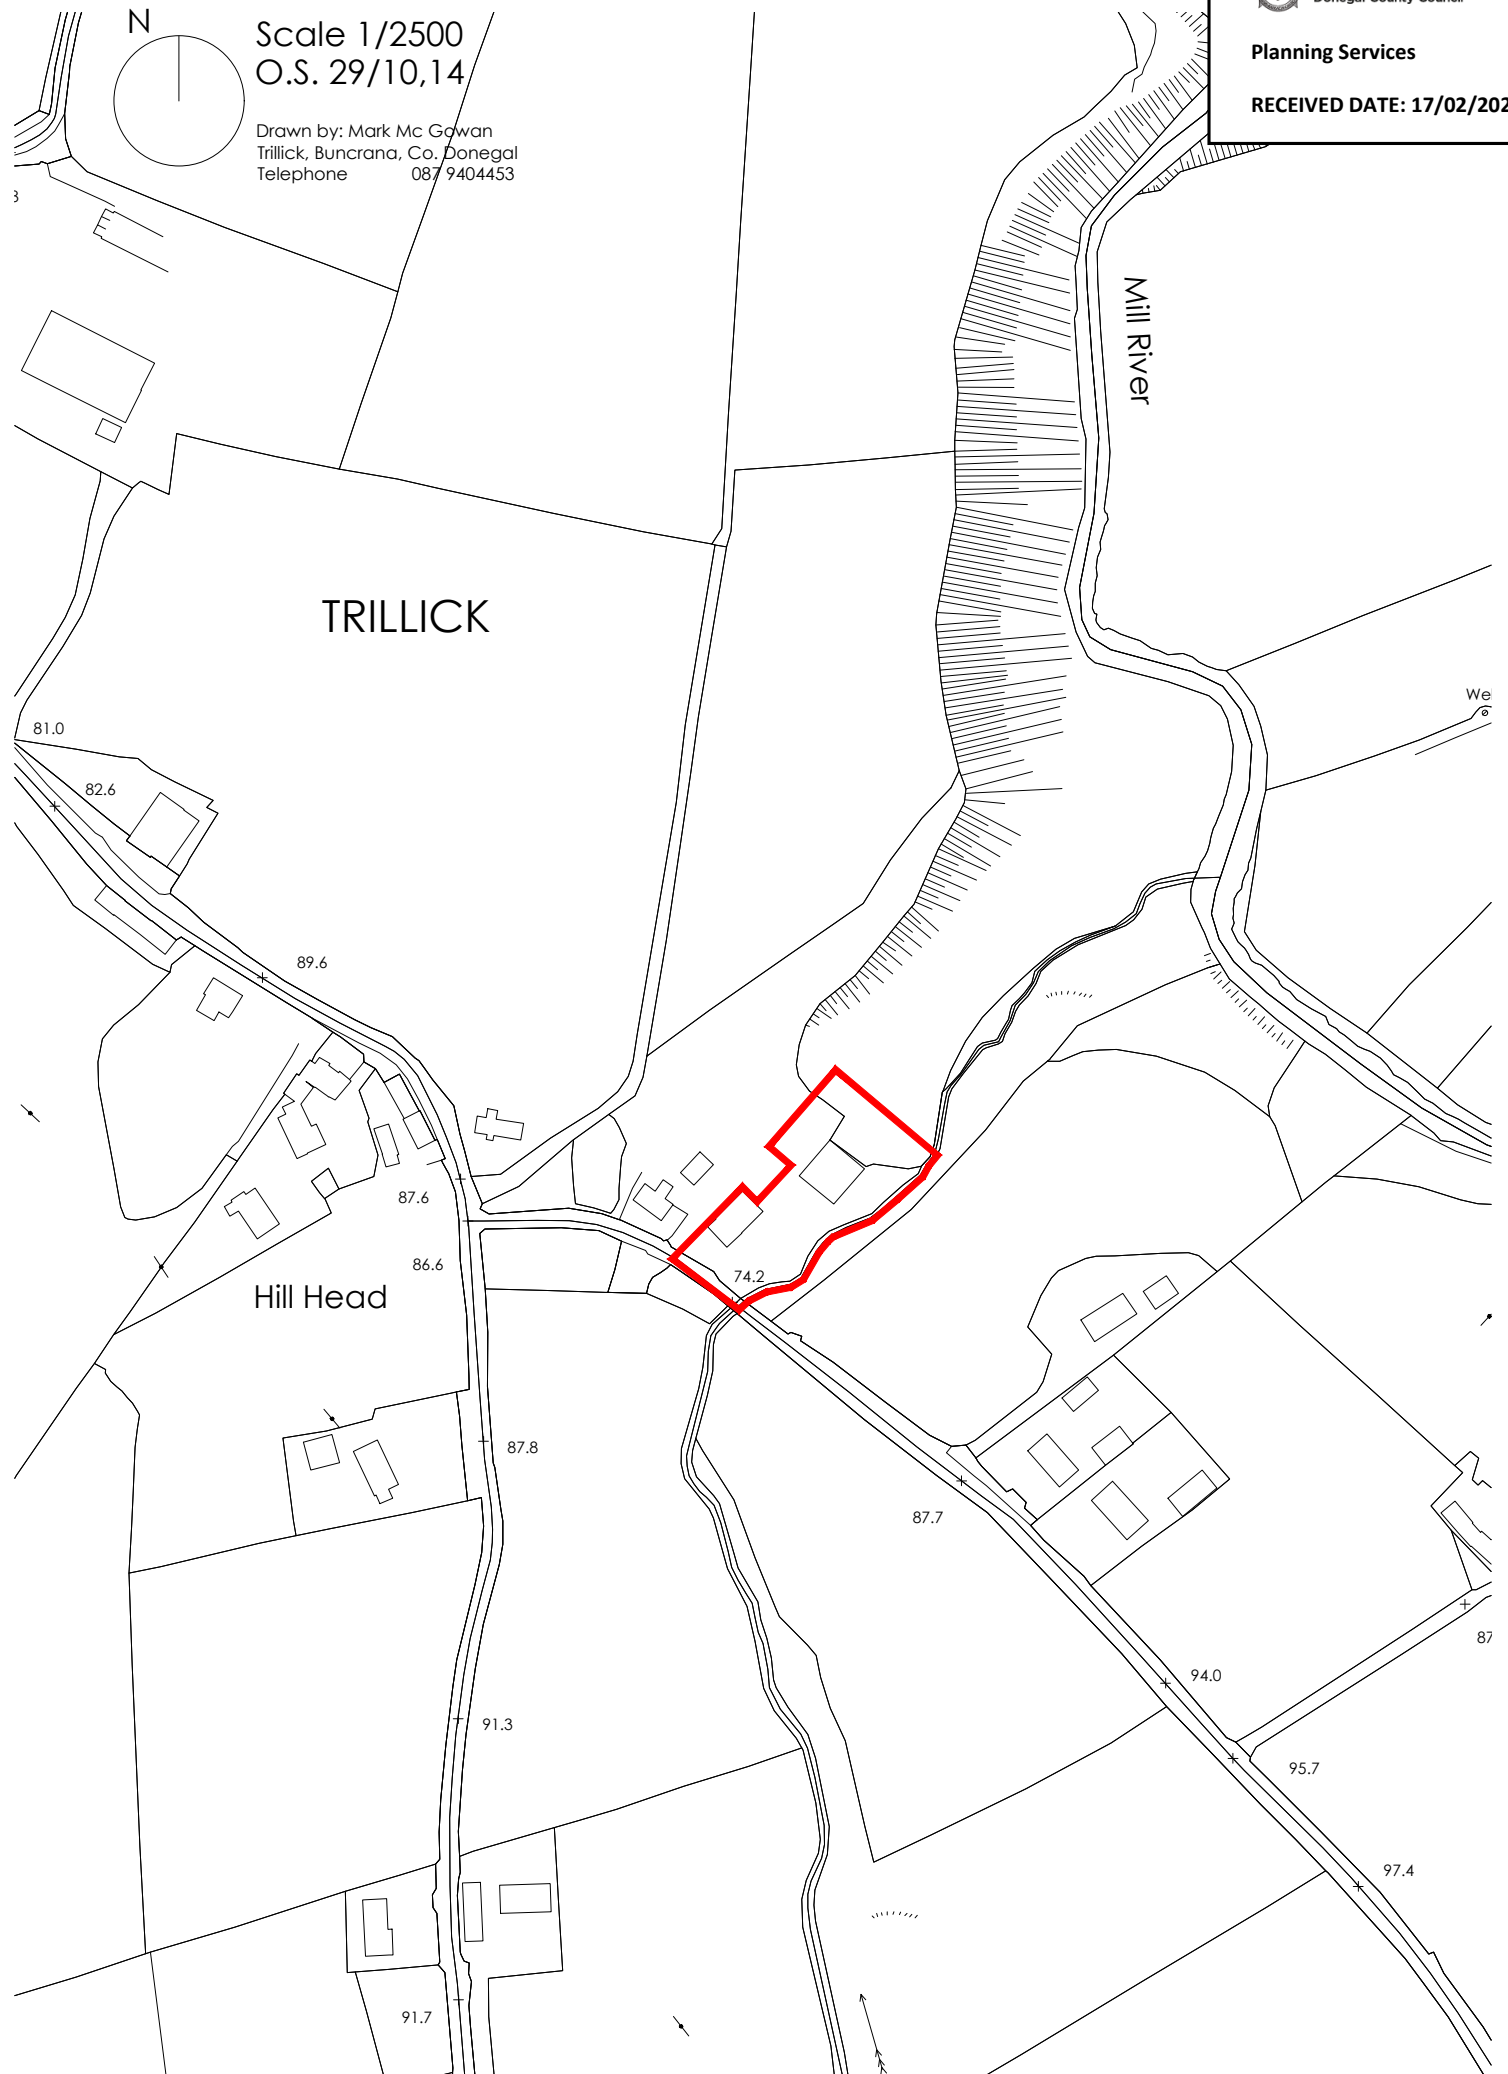 N
Scale 1/2500
O.S. 29/10,14
Drawn by: Mark Mc Gowan
Trillick, Buncrana, Co. Donegal
Telephone 087 9404453
Donegal County Council
Planning Services
RECEIVED DATE: 17/02/202
Mill River
TRILLICK
81.0
82.6
89.6
87.6
86.6
Hill Head
74.2
87.8
87.7
87
94.0
91.3
95.7
97.4
91.7